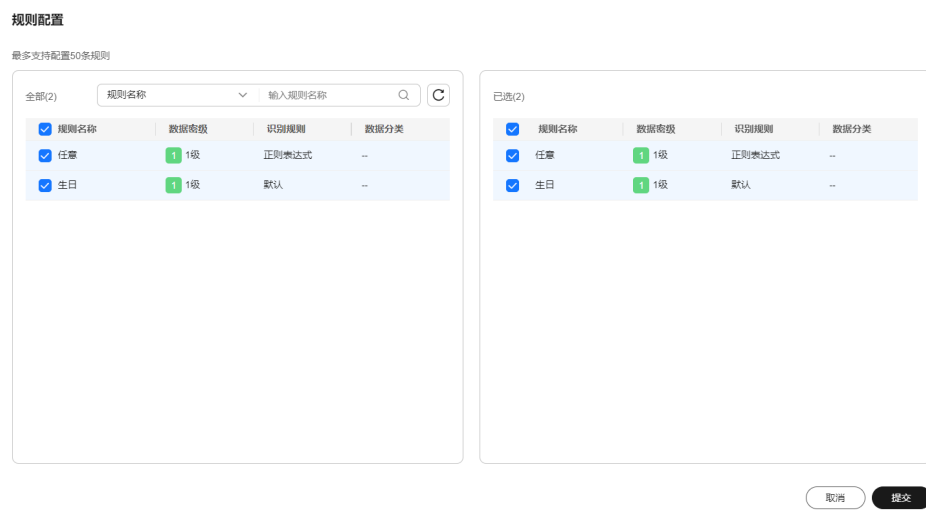 规则配置
最多支持配置50条规则
全部(2) 规则名称 输入规则名称
规则名称 数据密级 识别规则 数据分类
任意 1 1级 正则表达式 --
生日 1 1级 默认 --
已选(2)
规则名称 数据密级 识别规则 数据分类
任意 1 1级 正则表达式 --
生日 1 1级 默认 --
取消 提交